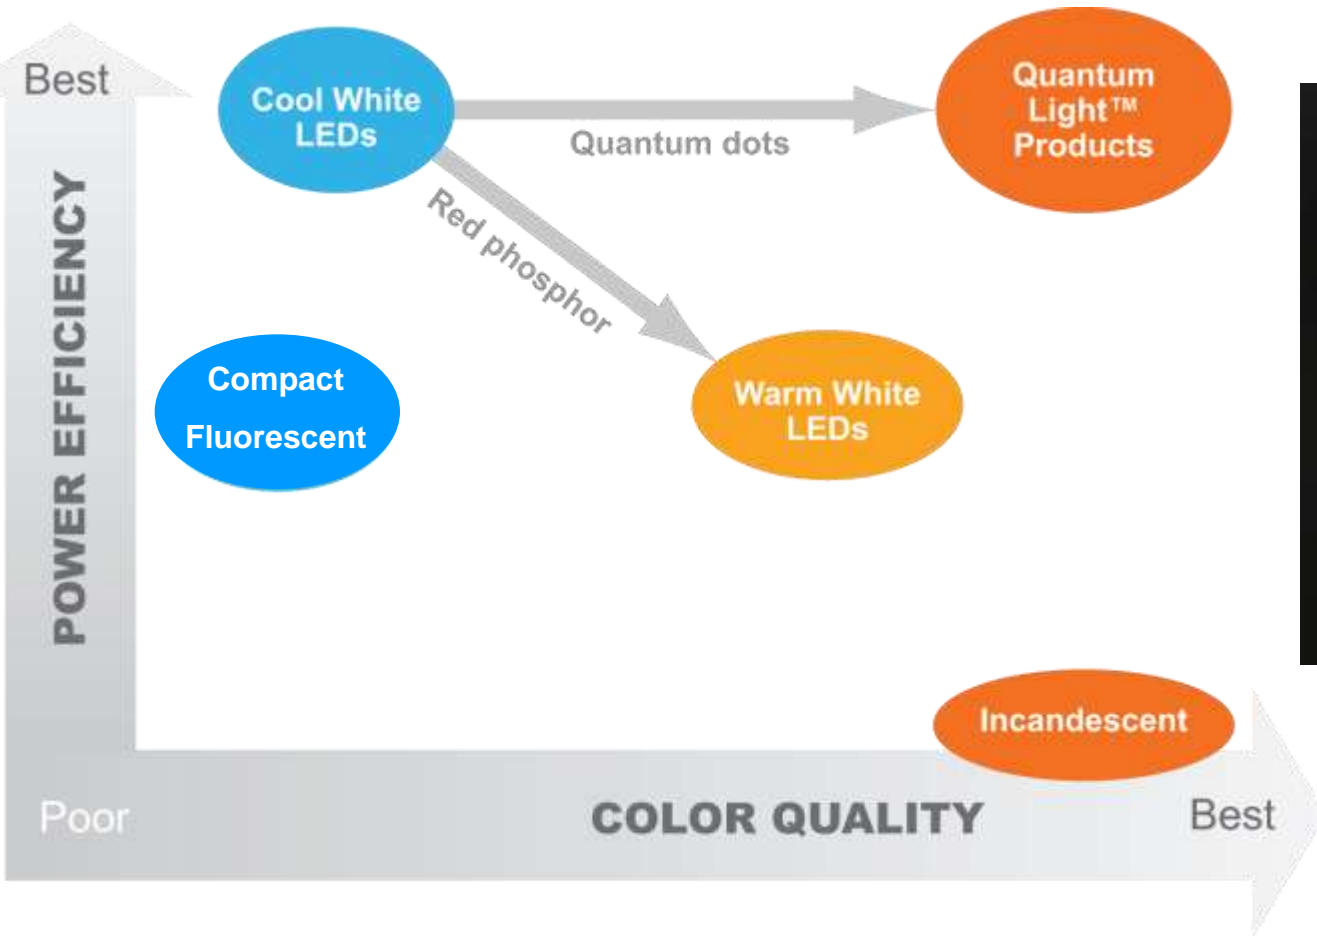 Best
POWER EFFICIENCY
Cool White
LEDs
Quantum dots
Quantum
Light™
Products
Red phosphor
Compact
Fluorescent
Warm White
LEDs
Incandescent
Poor
COLOR QUALITY
Best